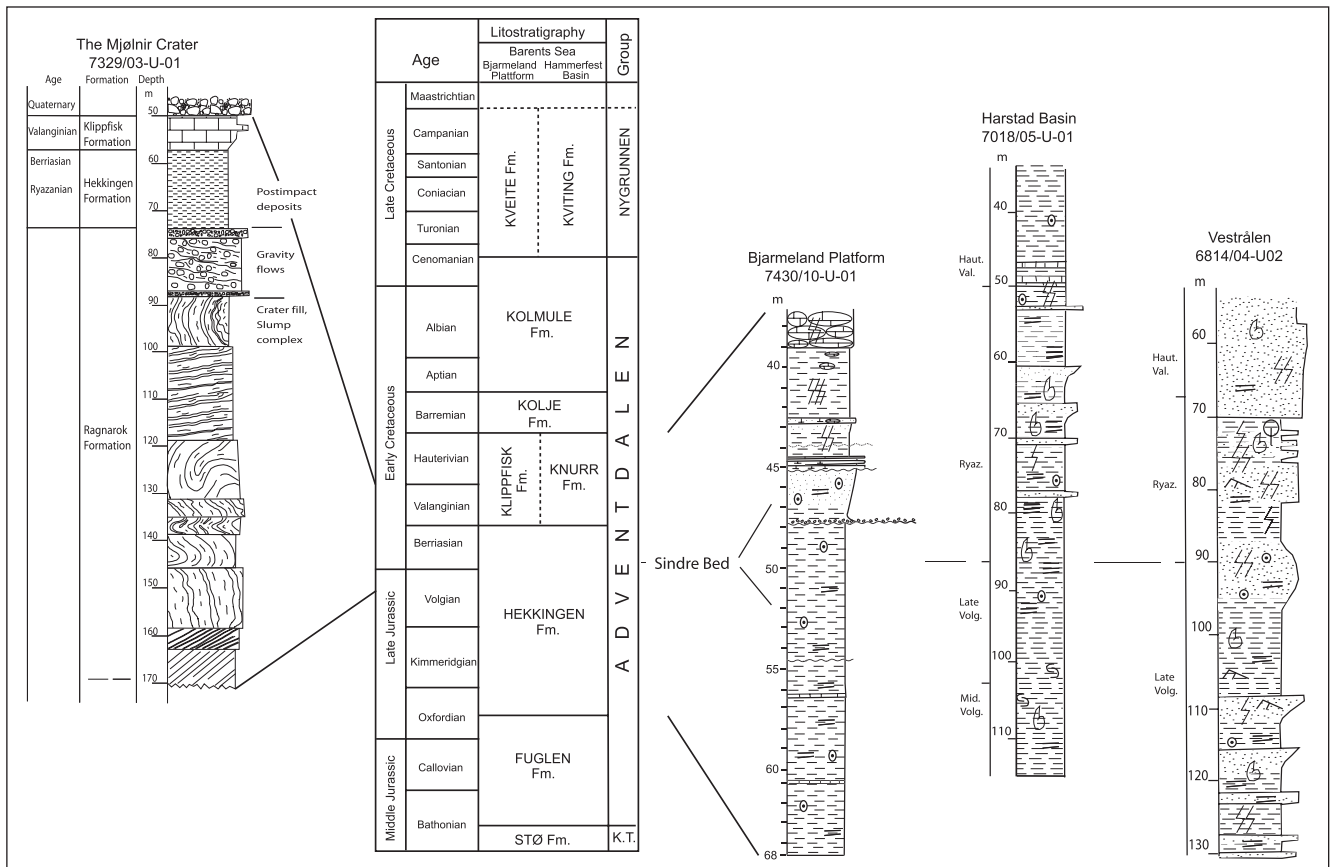 The Mjølnir Crater
7329/03-U-01
Age Formation Depth
m
Quaternary
50
Valanginian Klippfisk
Formation
Berriasian
60
Ryazanian Hekkingen
Formation
70
80
90
100
110
120
Ragnarok
Formation
130
140
150
160
170
Postimpact
deposits
Gravity
flows
Crater fill,
Slump
complex
Age
Litostratigraphy
Barents Sea
Bjarmeland
Plattform
Hammerfest
Basin
Group
Late Cretaceous
Maastrichtian
Campanian
Santonian
Coniacian
Turonian
Cenomanian
Early Cretaceous
Albian
Aptian
Barremian
Hauterivian
Valanginian
Berriasian
Late Jurassic
Volgian
Kimmeridgian
Oxfordian
Middle Jurassic
Callovian
Bathonian
KVEITE Fm.
KVITING Fm.
KOLMULE
Fm.
KOLJE
Fm.
KLIPPFISK
Fm.
KNURR
Fm.
HEKKINGEN
Fm.
FUGLEN
Fm.
STØ Fm.
NYGRUNNEN
ADVENTDALEN
K.T.
Bjarmeland Platform
7430/10-U-01
m
40
45
50
55
60
68
Sindre Bed
Harstad Basin
7018/05-U-01
m
40
Haut.
Val.
50
60
70
Ryaz.
80
90
Late
Volg.
100
Mid.
Volg.
110
Vestrålen
6814/04-U02
m
60
Haut.
Val.
70
Ryaz.
80
90
100
Late
Volg.
110
120
130